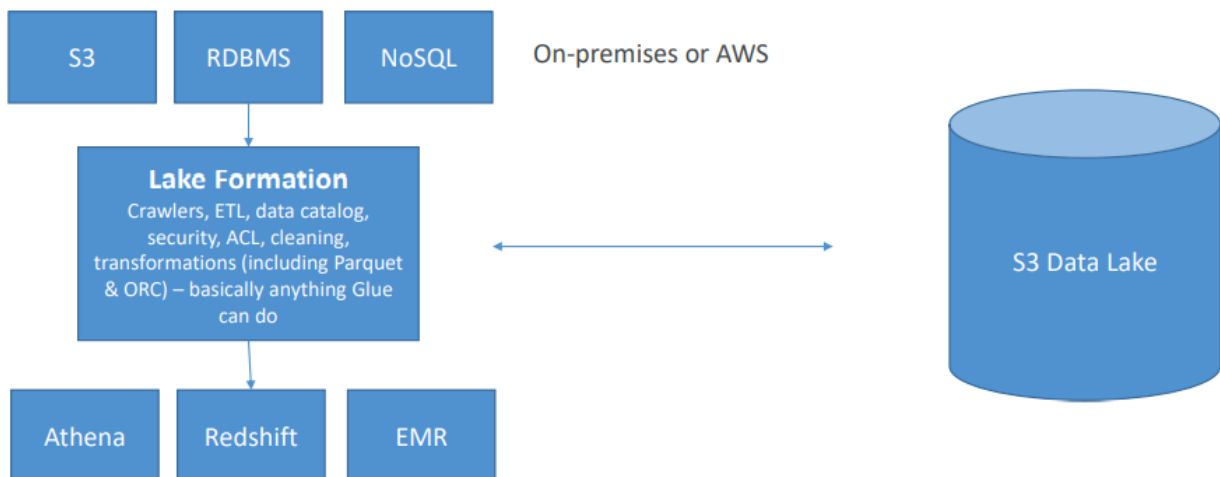 S3
RDBMS
NoSQL
On-premises or AWS
Lake Formation
Crawlers, ETL, data catalog,
security, ACL, cleaning,
transformations (including Parquet
& ORC) – basically anything Glue
can do
S3 Data Lake
Athena
Redshift
EMR